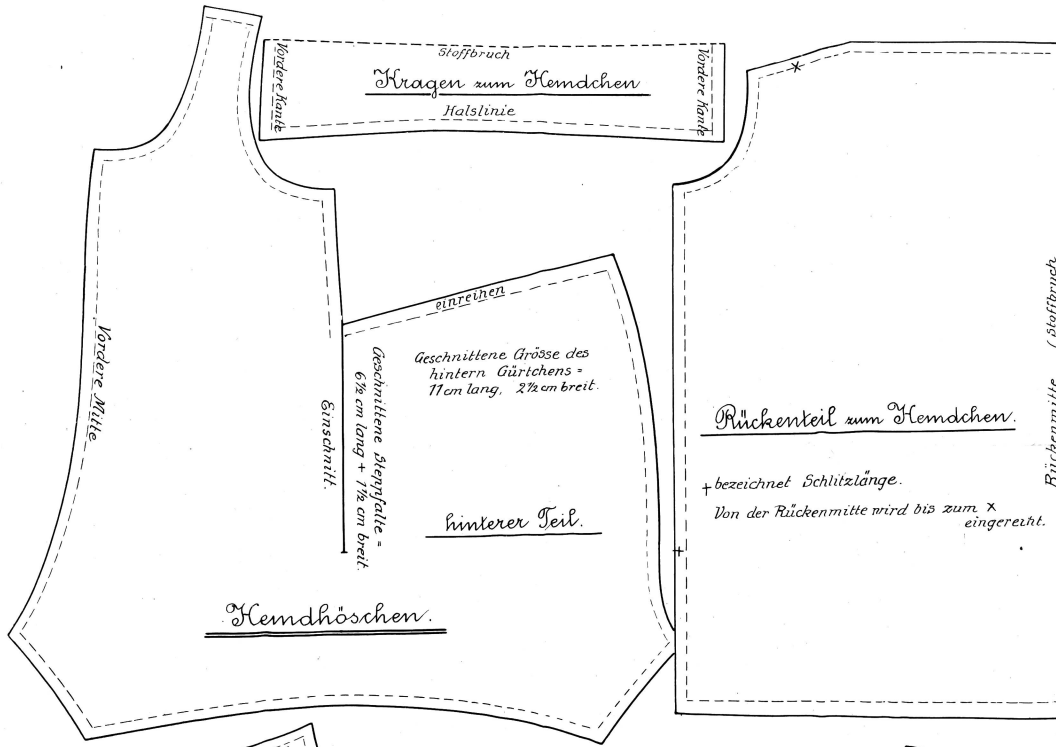 Stoffbruch
Vordere Kante
Kragen zum Hemdchen
Vordere Kante
Halslinie
einreihen
Vordere Mitte
Einschnitt.
Geschnittene Steppfalte =
6½ cm lang + 1½ cm breit.
Geschnittene Grösse des
hintern Gürtchens =
11 cm lang, 2½ cm breit.
hinterer Teil.
Hemdhöschen.
Rückenteil zum Hemdchen.
+ bezeichnet Schlitzlänge.
Von der Rückenmitte wird bis zum x
eingereiht.
Rückenmitte (Stoffbruch